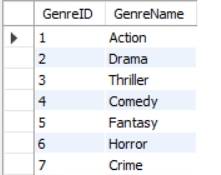 GenreID GenreName
1 Action
2 Drama
3 Thriller
4 Comedy
5 Fantasy
6 Horror
7 Crime